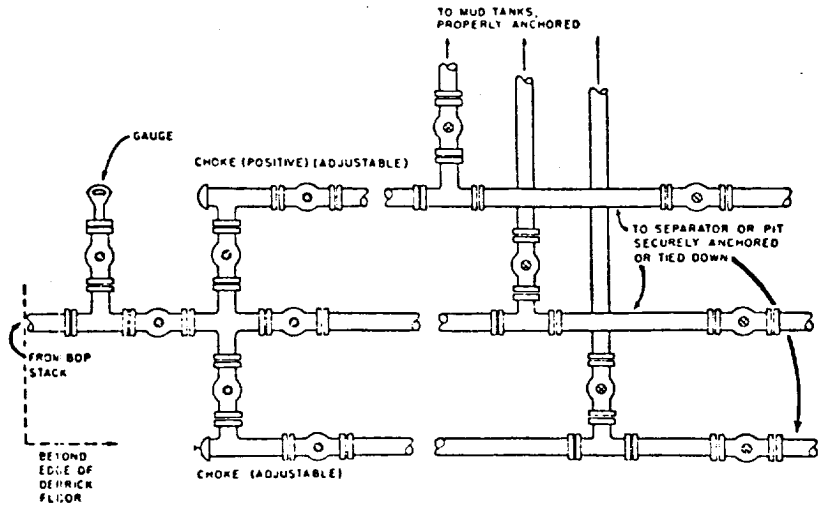 TO MUD TANKS,
PROPERLY ANCHORED
GAUGE
CHOKE (POSITIVE) (ADJUSTABLE)
TO SEPARATOR OR PIT
SECURELY ANCHORED
OR TIED DOWN
FROM BOP
STACK
CHOKE (ADJUSTABLE)
BEYOND
EDGE OF
DERRICK
FLOOR